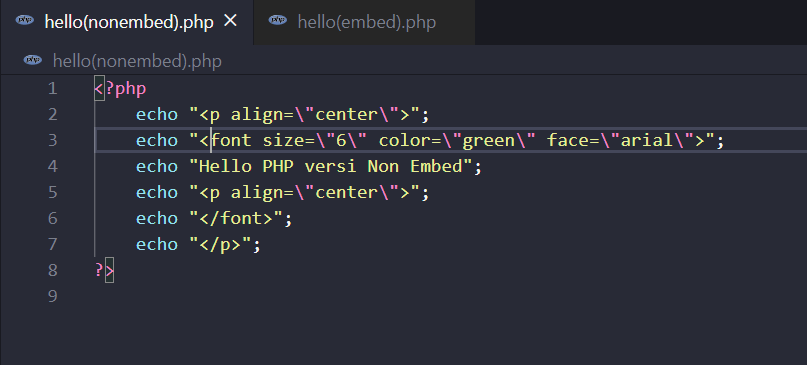 hello(nonembed).php ✕ hello(embed).php
hello(nonembed).php
1 <?php
2     echo "<p align=\"center\">";
3     echo "<font size=\"6\" color=\"green\" face=\"arial\">";
4     echo "Hello PHP versi Non Embed";
5     echo "<p align=\"center\">";
6     echo "</font>";
7     echo "</p>";
8 ?>
9